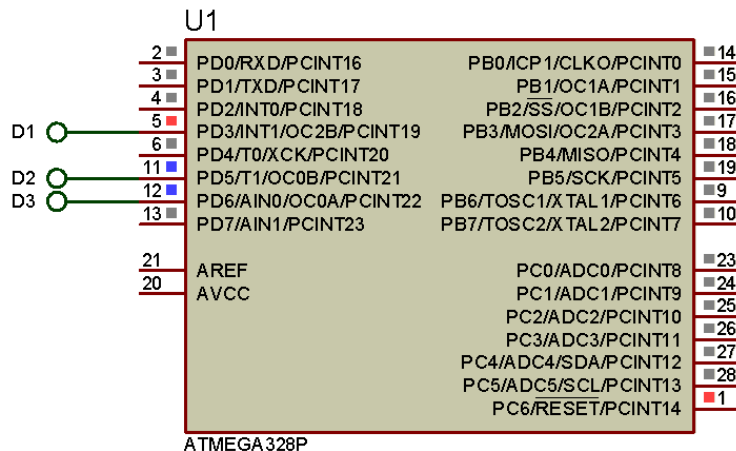 U1
2 PD0/RXD/PCINT16 PB0/ICP1/CLKO/PCINT0 14
3 PD1/TXD/PCINT17 PB1/OC1A/PCINT1 15
4 PD2/INT0/PCINT18 PB2/SS/OC1B/PCINT2 16
D1 5 PD3/INT1/OC2B/PCINT19 PB3/MOSI/OC2A/PCINT3 17
6 PD4/T0/XCK/PCINT20 PB4/MISO/PCINT4 18
D2 11 PD5/T1/OC0B/PCINT21 PB5/SCK/PCINT5 19
D3 12 PD6/AIN0/OC0A/PCINT22 PB6/TOSC1/XTAL1/PCINT6 9
13 PD7/AIN1/PCINT23 PB7/TOSC2/XTAL2/PCINT7 10
21 AREF PC0/ADC0/PCINT8 23
20 AVCC PC1/ADC1/PCINT9 24
PC2/ADC2/PCINT10 25
PC3/ADC3/PCINT11 26
PC4/ADC4/SDA/PCINT12 27
PC5/ADC5/SCL/PCINT13 28
PC6/RESET/PCINT14 1
ATMEGA328P